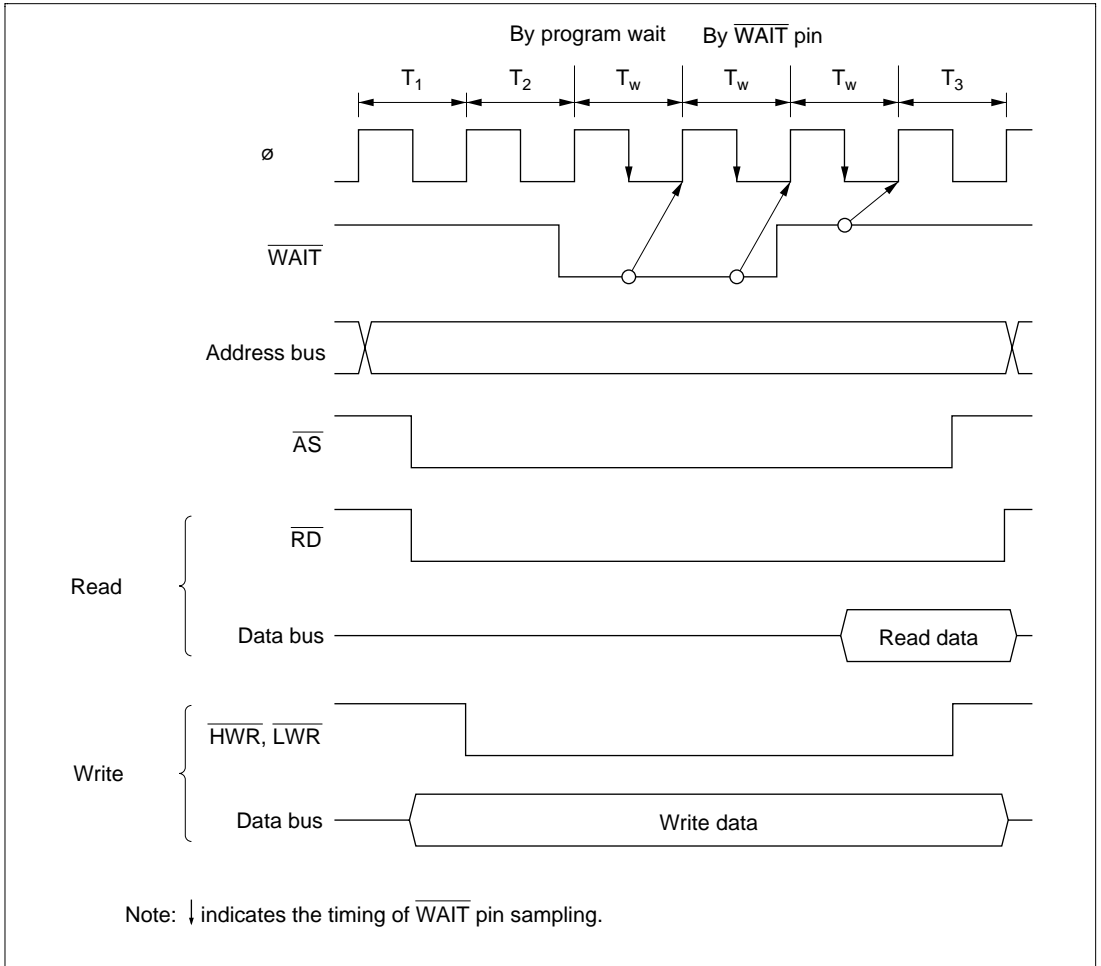 By program wait By WAIT pin
T1 T2 Tw Tw Tw T3
ø
WAIT
Address bus
AS
RD
Read
Data bus Read data
HWR, LWR
Write
Data bus Write data
Note: ↓ indicates the timing of WAIT pin sampling.